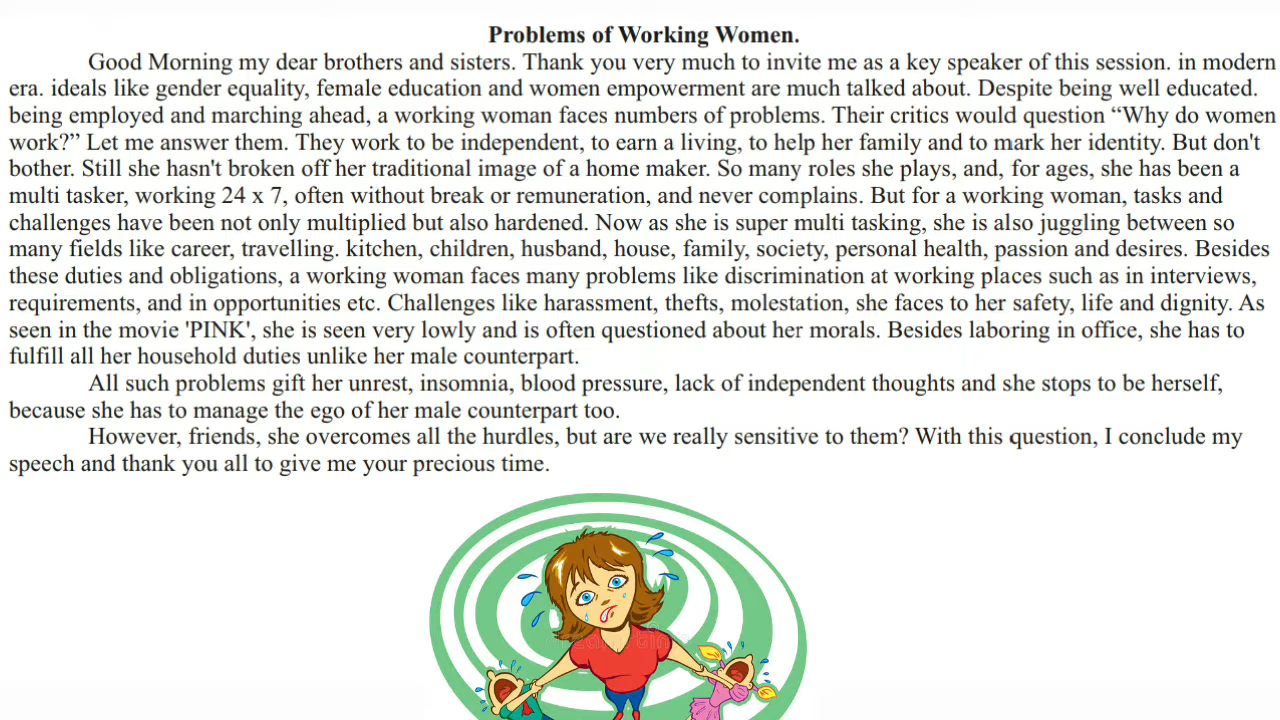 Problems of Working Women.
Good Morning my dear brothers and sisters. Thank you very much to invite me as a key speaker of this session. in modern
era. ideals like gender equality, female education and women empowerment are much talked about. Despite being well educated.
being employed and marching ahead, a working woman faces numbers of problems. Their critics would question “Why do women
work?” Let me answer them. They work to be independent, to earn a living, to help her family and to mark her identity. But don't
bother. Still she hasn't broken off her traditional image of a home maker. So many roles she plays, and, for ages, she has been a
multi tasker, working 24 x 7, often without break or remuneration, and never complains. But for a working woman, tasks and
challenges have been not only multiplied but also hardened. Now as she is super multi tasking, she is also juggling between so
many fields like career, travelling. kitchen, children, husband, house, family, society, personal health, passion and desires. Besides
these duties and obligations, a working woman faces many problems like discrimination at working places such as in interviews,
requirements, and in opportunities etc. Challenges like harassment, thefts, molestation, she faces to her safety, life and dignity. As
seen in the movie 'PINK', she is seen very lowly and is often questioned about her morals. Besides laboring in office, she has to
fulfill all her household duties unlike her male counterpart.
All such problems gift her unrest, insomnia, blood pressure, lack of independent thoughts and she stops to be herself,
because she has to manage the ego of her male counterpart too.
However, friends, she overcomes all the hurdles, but are we really sensitive to them? With this question, I conclude my
speech and thank you all to give me your precious time.